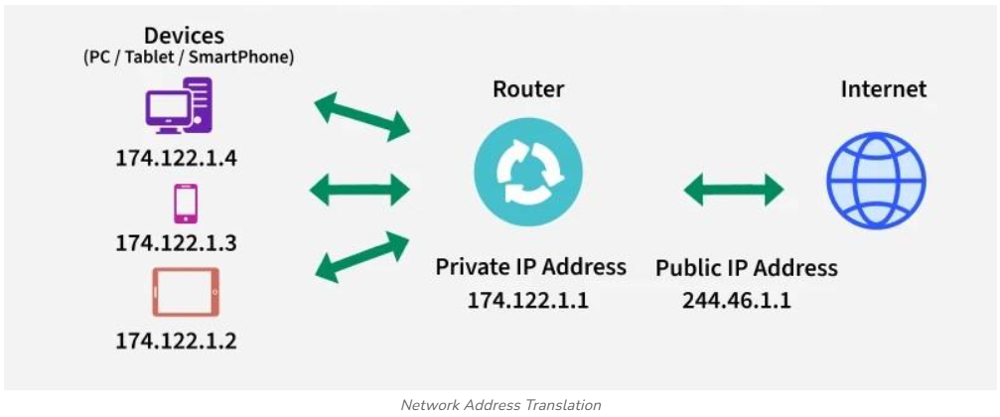 Devices
(PC / Tablet / SmartPhone)
174.122.1.4
174.122.1.3
174.122.1.2
Router
Private IP Address
174.122.1.1
Public IP Address
244.46.1.1
Internet
Network Address Translation